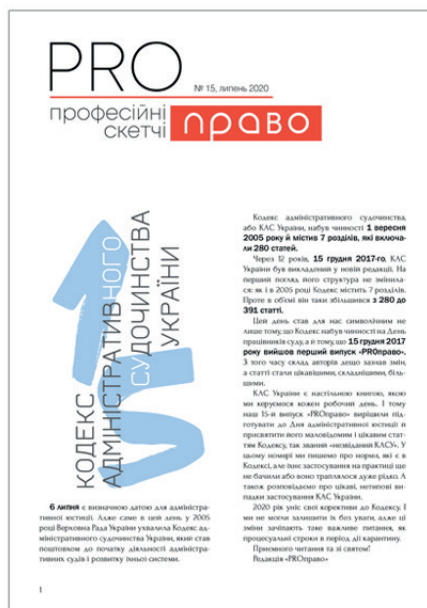 PRO
№ 15, липень 2020
професійні
скетчі
право
КОДЕКС
АДМІНІСТРАТИВНОГО
СУДОЧИНСТВА
УКРАЇНИ
6 липня є визначною датою для адміністра-
тивної юстиції. Адже саме в цей день у 2005
році Верховна Рада України ухвалила Кодекс ад-
міністративного судочинства України, який став
поштовхом до початку діяльності адміністра-
тивних судів і розвитку їхньої системи.
Кодекс адміністративного судочинства,
або КАС України, набув чинності 1 вересня
2005 року й містив 7 розділів, які включа-
ли 280 статей.
Через 12 років, 15 грудня 2017-го, КАС
України був викладений у новій редакції. На
перший погляд його структура не змінила-
ся: як і в 2005 році Кодекс містить 7 розділів.
Проте в об'ємі він таки збільшився з 280 до
391 статті.
Цей день став для нас символічним не
лише тому, що Кодекс набув чинності на День
працівників суду, а й тому, що 15 грудня 2017
року вийшов перший випуск «PROправо».
З того часу склад авторів дещо зазнав змін,
а статті стали цікавішими, складнішими, біль-
шими.
КАС України є настільною книгою, якою
ми керуємося кожен робочий день. І тому
наш 15-й випуск «PROправо» вирішили під-
готувати до Дня адміністративної юстиції й
присвятити його маловідомим і цікавим стат-
тям Кодексу, так званий «незвіданий КАСУ». У
цьому номері ми пишемо про норми, які є в
Кодексі, але їхнє застосування на практиці ще
не бачили або воно траплялося дуже рідко. А
також розповідаємо про цікаві, нетипові ви-
падки застосування КАС України.
2020 рік уніс свої корективи до Кодексу. І
ми не могли залишити їх без уваги, адже ці
зміни зачіпають таке важливе питання, як
процесуальні строки в період дії карантину.
Приємного читання та зі святом!
Редакція «PROправо»
1